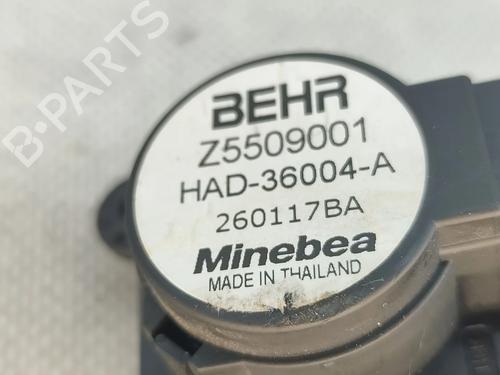 B-PARTS
BEHR
Z5509001
HAD-36004-A
260117BA
Minebea
MADE IN THAILAND